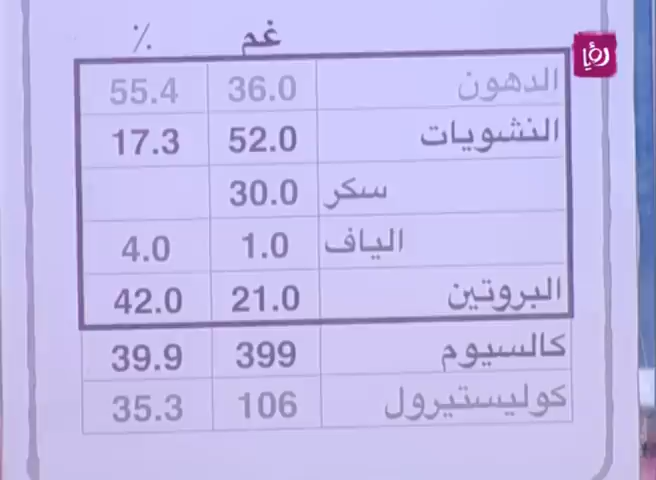 غم %
رؤيا
الدهون 36.0 55.4
النشويات 52.0 17.3
سكر 30.0
الياف 1.0 4.0
البروتين 21.0 42.0
كالسيوم 399 39.9
كوليستيرول 106 35.3